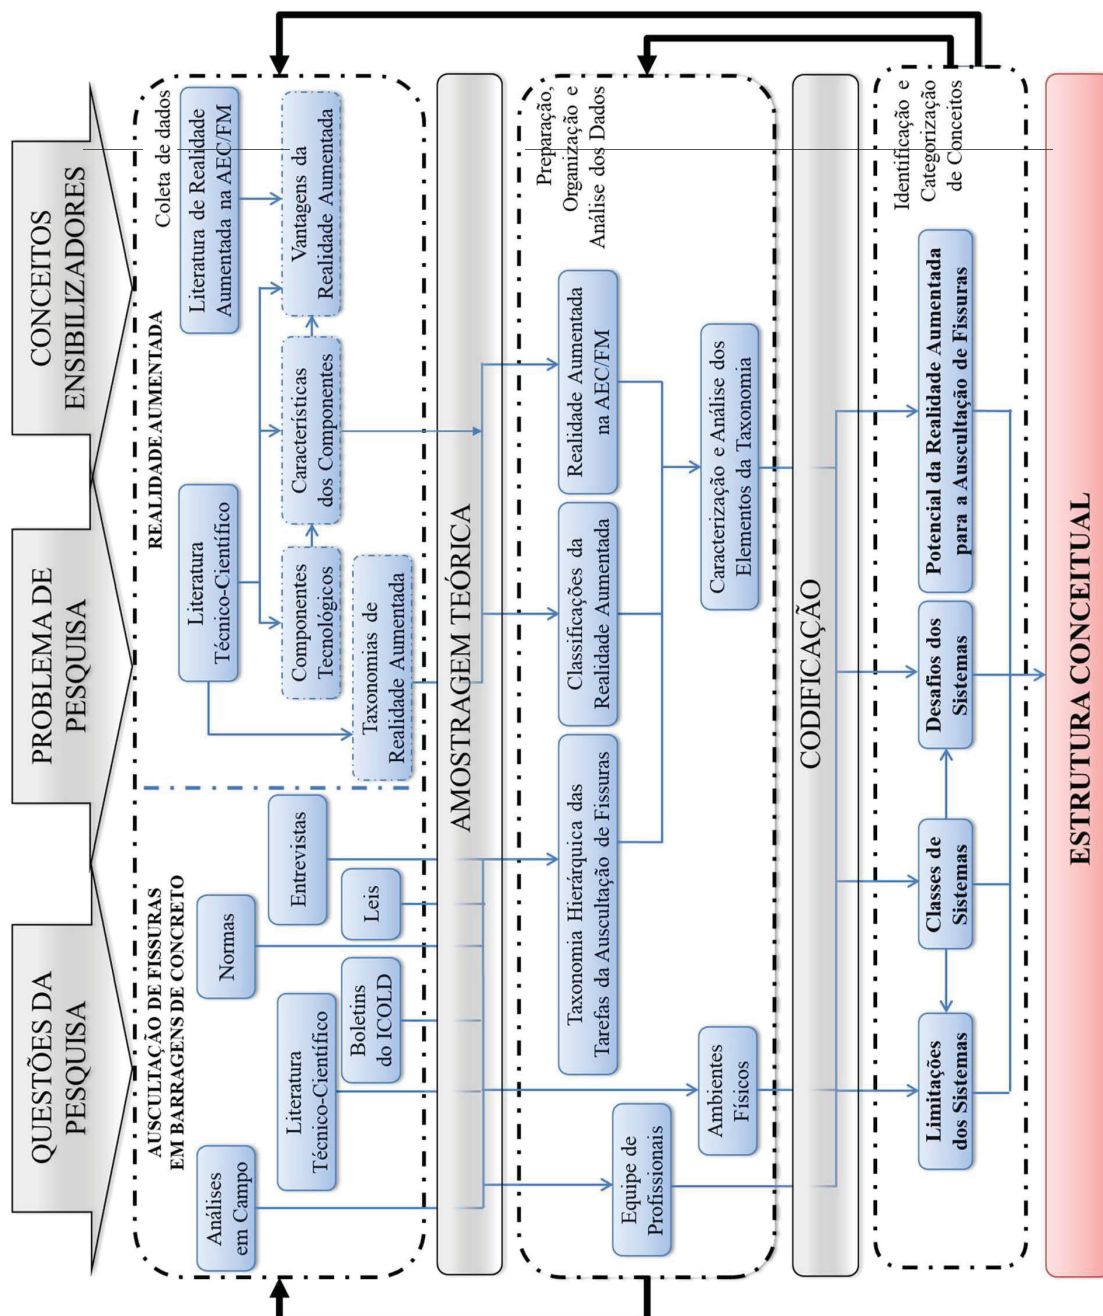 QUESTÕES DA
PESQUISA
PROBLEMA DE
PESQUISA
CONCEITOS
ENSIBILIZADORES
AUSCULTAÇÃO DE FISSURAS
EM BARRAGENS DE CONCRETO
REALIDADE AUMENTADA
Coleta de dados
Análises
em Campo
Normas
Literatura
Técnico-Científico
Entrevistas
Boletins
do ICOLD
Leis
Literatura
Técnico-Científico
Literatura de Realidade
Aumentada na AEC/FM
Componentes
Tecnológicos
Características
dos Componentes
Vantagens da
Realidade Aumentada
Taxonomias de
Realidade Aumentada
AMOSTRAGEM TEÓRICA
Preparação,
Organização e
Análise dos Dados
Taxonomia Hierárquica das
Tarefas da Auscultação de Fissuras
Classificações da
Realidade Aumentada
Realidade Aumentada
na AEC/FM
Equipe de
Profissionais
Ambientes
Físicos
Caracterização e Análise dos
Elementos da Taxonomia
CODIFICAÇÃO
Identificação e
Categorização
de Conceitos
Limitações
dos Sistemas
Classes de
Sistemas
Desafios dos
Sistemas
Potencial da Realidade Aumentada
para a Auscultação de Fissuras
ESTRUTURA CONCEITUAL